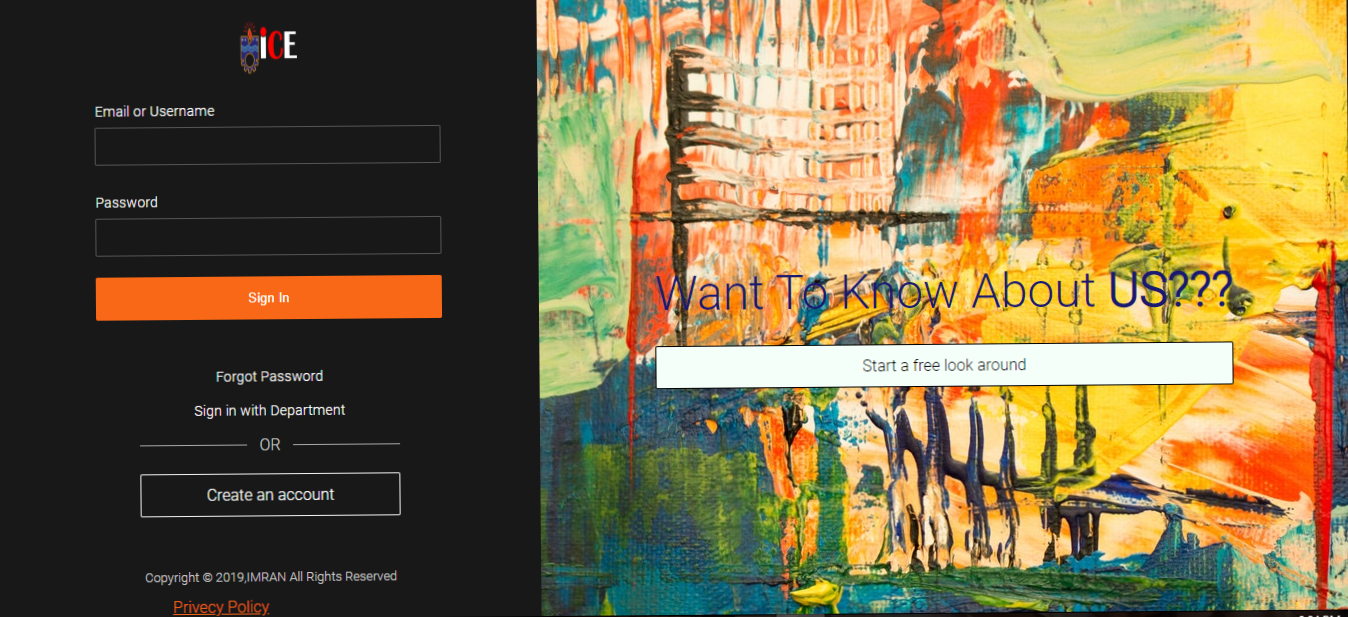 iCE
Email or Username
Password
Sign In
Forgot Password
Sign in with Department
OR
Create an account
Copyright © 2019,IMRAN All Rights Reserved
Privecy Policy
Want To Know About US???
Start a free look around